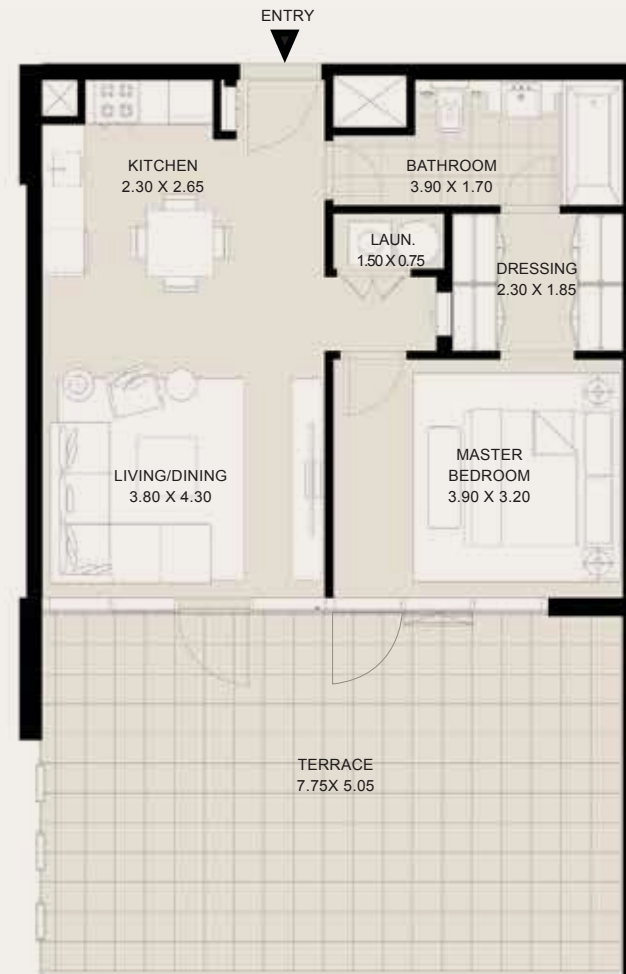 ENTRY
KITCHEN
2.30 X 2.65
BATHROOM
3.90 X 1.70
LAUN.
1.50 X 0.75
DRESSING
2.30 X 1.85
LIVING/DINING
3.80 X 4.30
MASTER
BEDROOM
3.90 X 3.20
TERRACE
7.75X 5.05